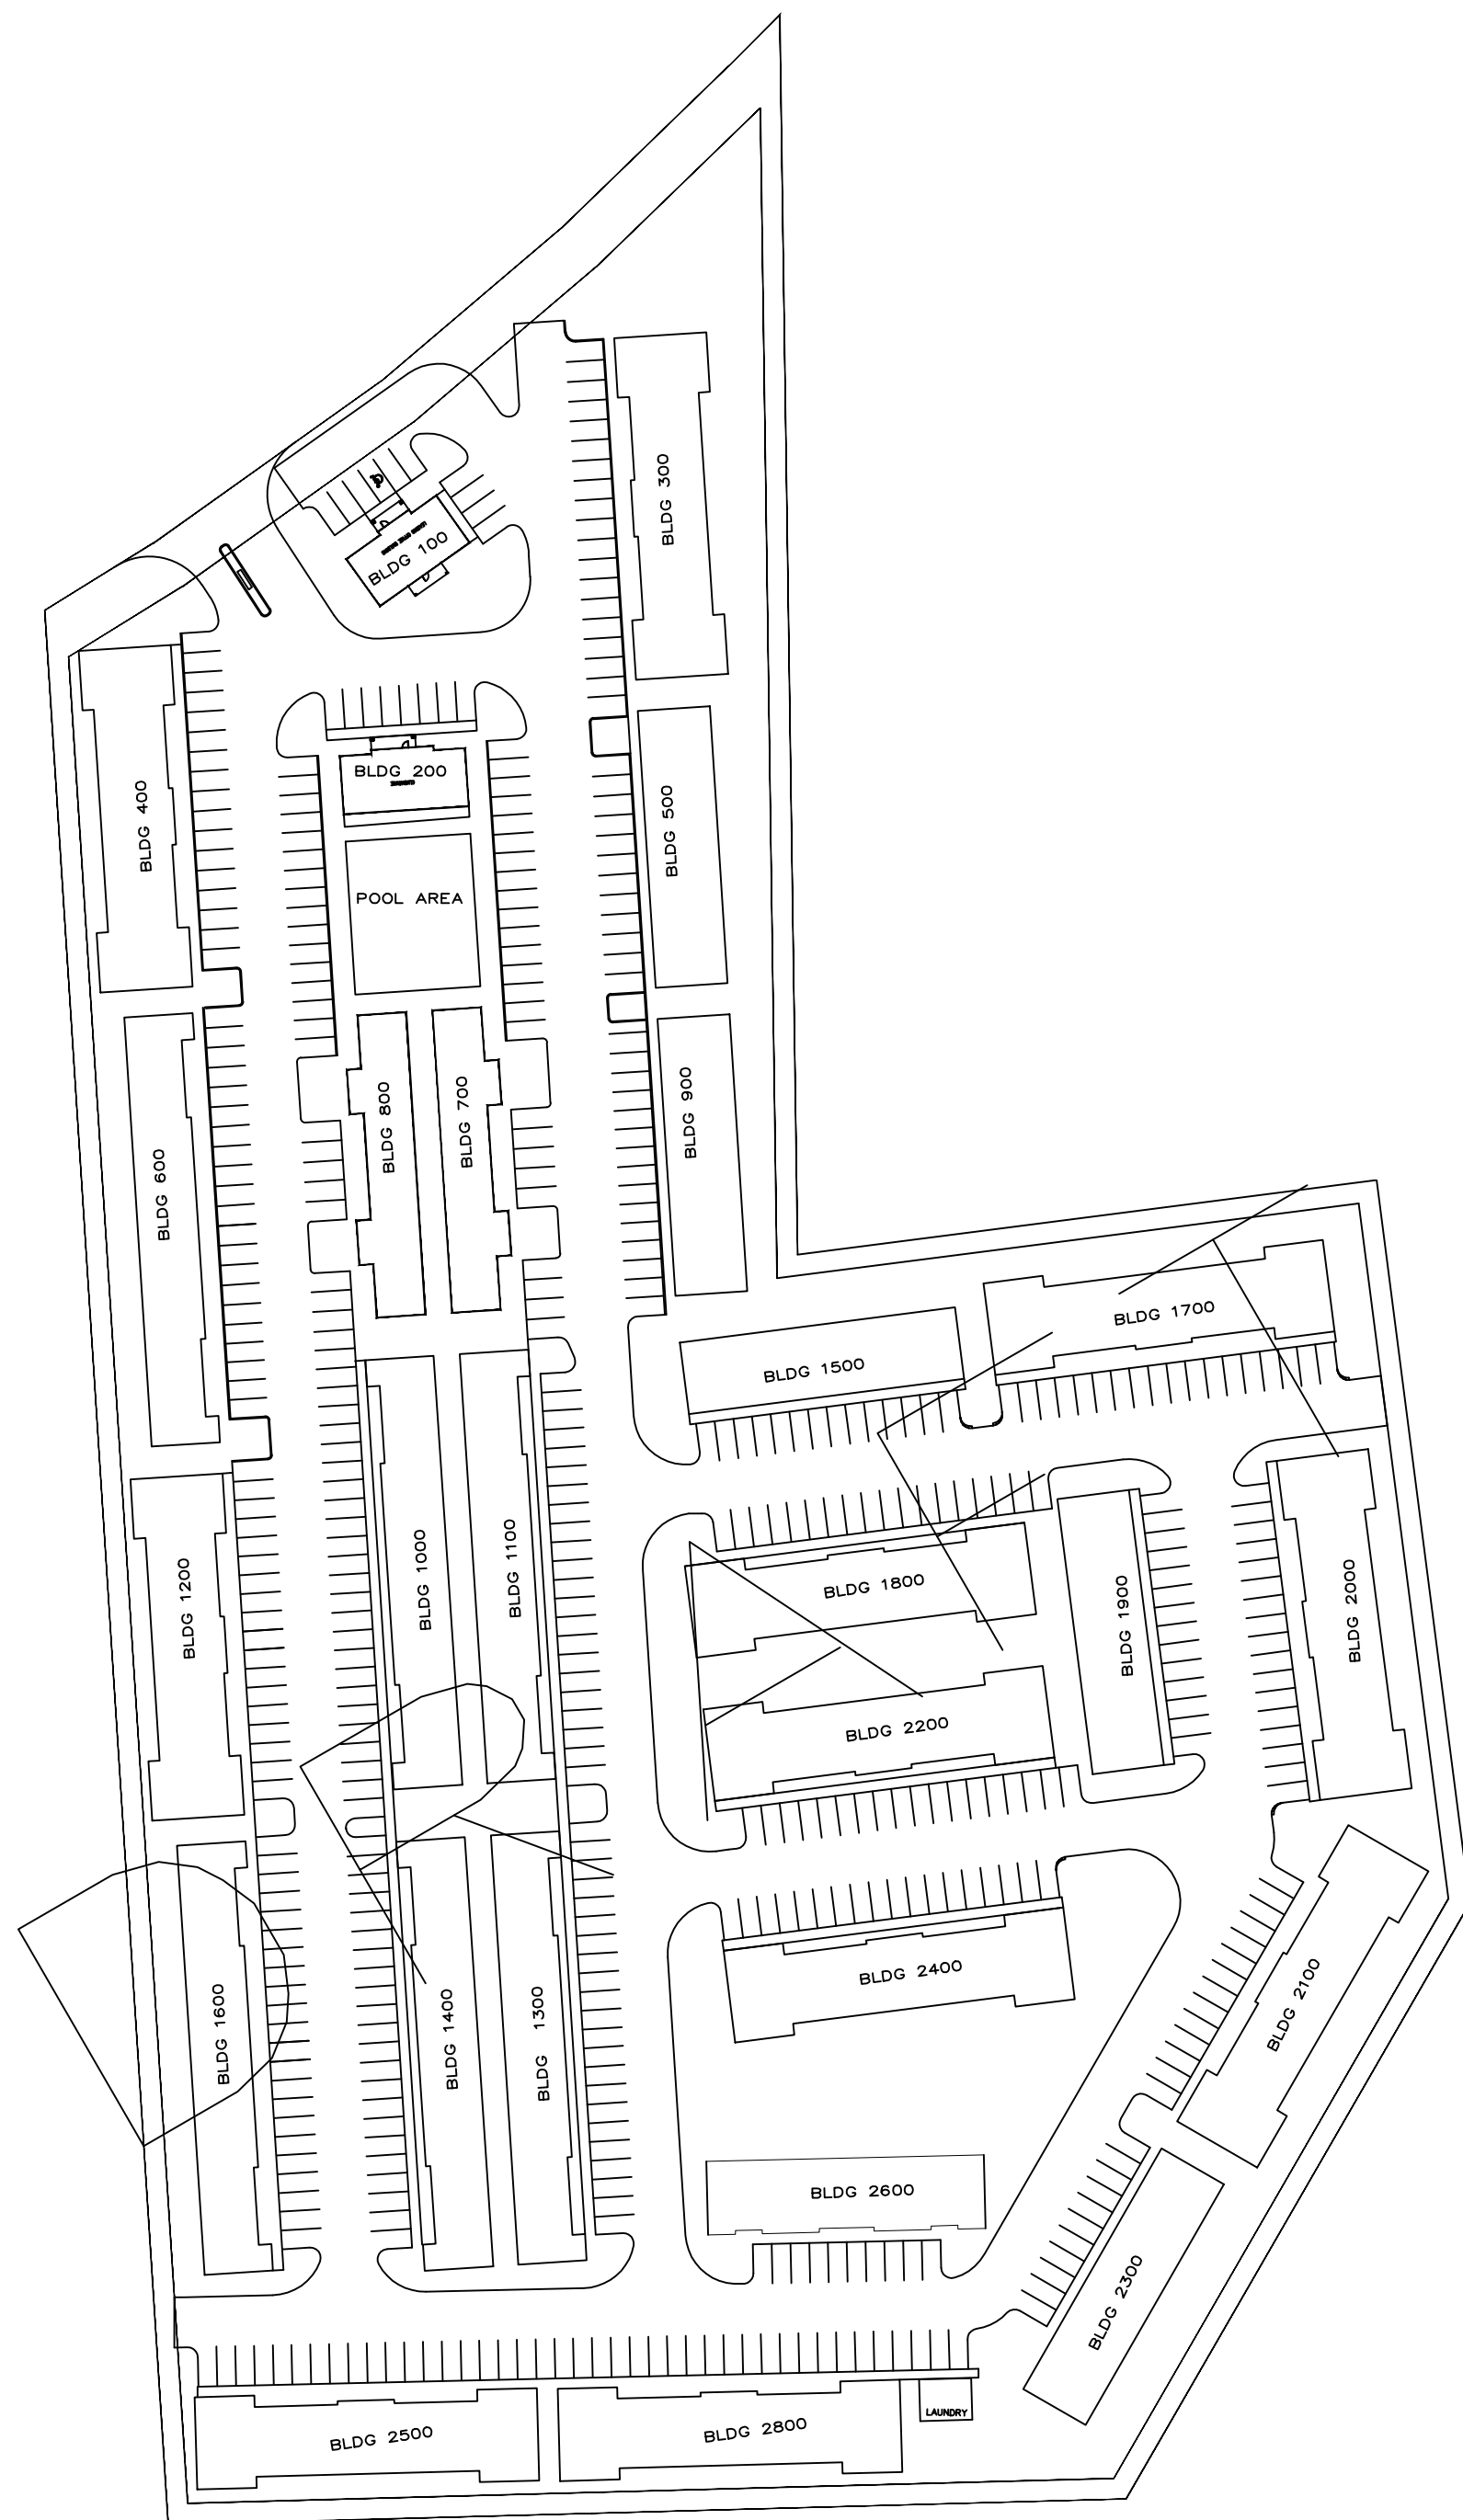 BLDG 300
BLDG 100
BLDG 200
BLDG 400
BLDG 500
POOL AREA
BLDG 800
BLDG 700
BLDG 900
BLDG 600
BLDG 1700
BLDG 1500
BLDG 1000
BLDG 1100
BLDG 1200
BLDG 1800
BLDG 1900
BLDG 2000
BLDG 2200
BLDG 2400
BLDG 2100
BLDG 1600
BLDG 1400
BLDG 1300
BLDG 2600
BLDG 2300
BLDG 2500
BLDG 2800
LAUNDRY